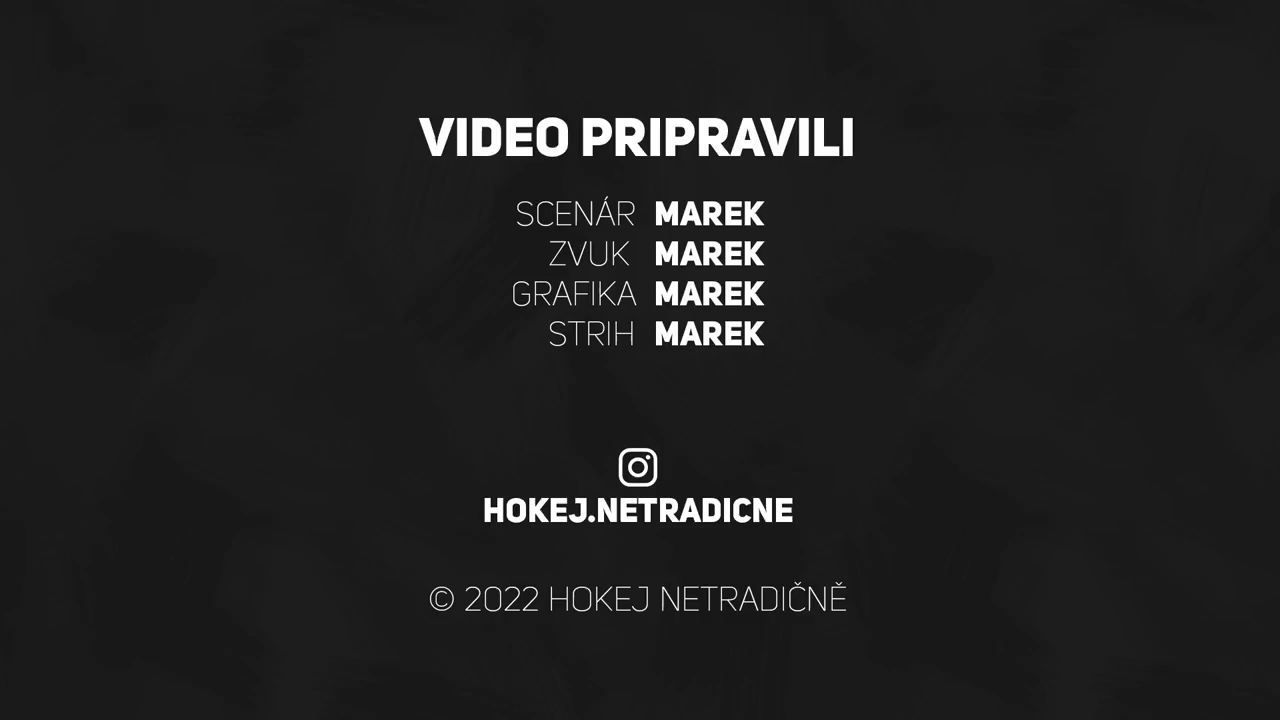 VIDEO PRIPRAVILI
SCENÁR MAREK
ZVUK MAREK
GRAFIKA MAREK
STRIH MAREK
HOKEJ.NETRADICNE
© 2022 HOKEJ NETRADIČNĚ